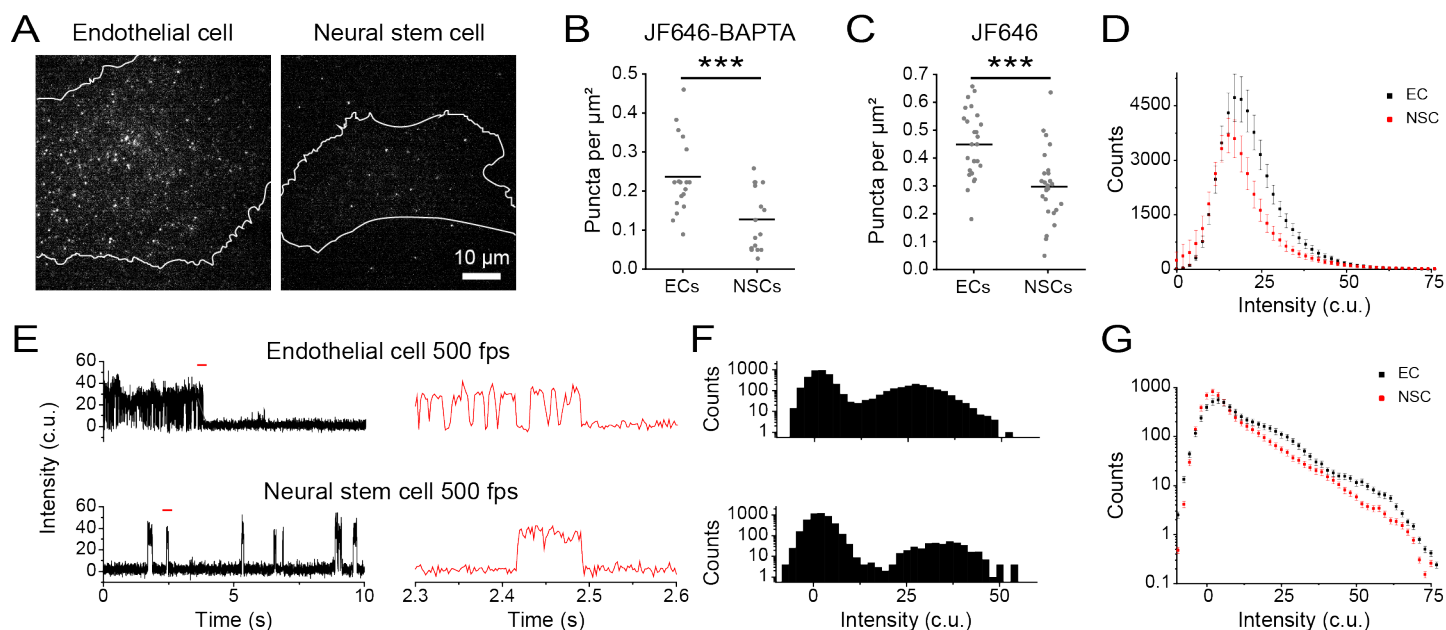 A
Endothelial cell
Neural stem cell
10 µm
B
JF646-BAPTA
***
Puncta per µm²
0.5
0.4
0.3
0.2
0.1
0.0
ECs
NSCs
C
JF646
***
Puncta per µm²
0.7
0.6
0.5
0.4
0.3
0.2
0.1
0.0
ECs
NSCs
D
EC
NSC
Counts
4500
3000
1500
0
0
25
50
75
Intensity (c.u.)
E
Endothelial cell 500 fps
Intensity (c.u.)
60
40
20
0
0
5
10
Neural stem cell 500 fps
60
40
20
0
0
5
10
Time (s)
2.3
2.4
2.5
2.6
Time (s)
F
Counts
1000
100
10
1
Counts
1000
100
10
1
0
50
Intensity (c.u.)
G
EC
NSC
Counts
1000
100
10
1
0.1
0
25
50
75
Intensity (c.u.)